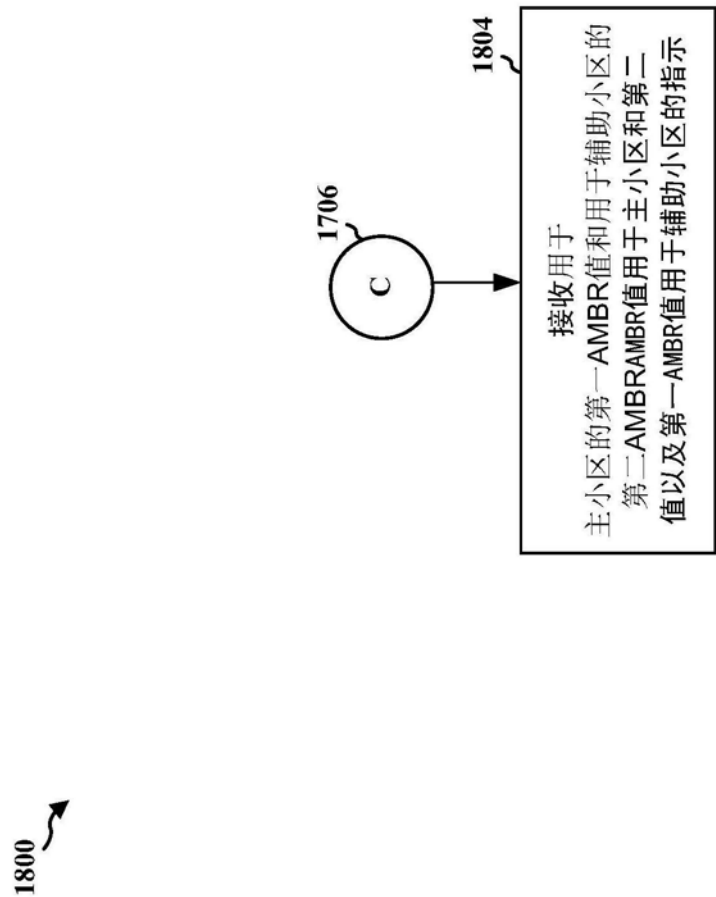 1800
1706
C
1804
接收用于
主小区的第一AMBR值和用于辅助小区的
第二AMBRAMBR值用于主小区和第二
值以及第一AMBR值用于辅助小区的指示